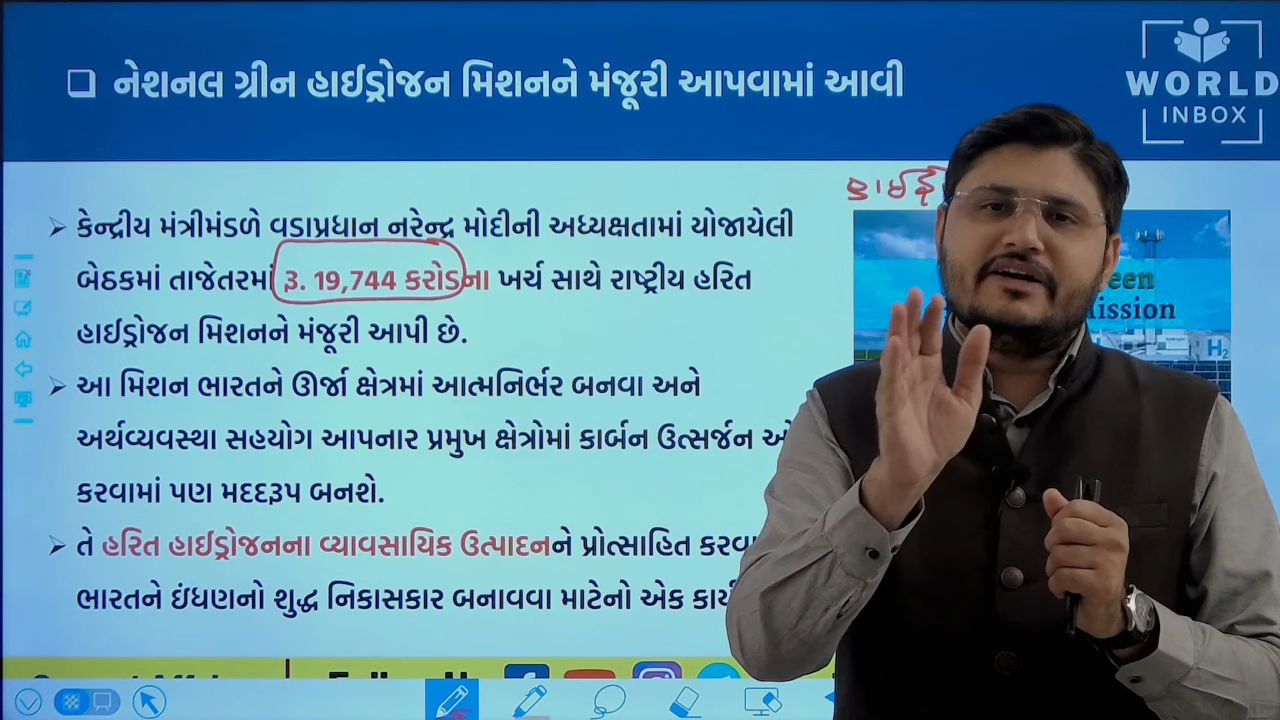 નેશનલ ગ્રીન હાઈડ્રોજન મિશનને મંજૂરી આપવામાં આવી
WORLD
INBOX
કેન્દ્રીય મંત્રીમંડળે વડાપ્રધાન નરેન્દ્ર મોદીની અધ્યક્ષતામાં યોજાયેલી
બેઠકમાં તાજેતરમાં રૂ. 19,744 કરોડના ખર્ચ સાથે રાષ્ટ્રીય હરિત
હાઈડ્રોજન મિશનને મંજૂરી આપી છે.
આ મિશન ભારતને ઊર્જા ક્ષેત્રમાં આત્મનિર્ભર બનવા અને
અર્થવ્યવસ્થા સહયોગ આપનાર પ્રમુખ ક્ષેત્રોમાં કાર્બન ઉત્સર્જન
કરવામાં પણ મદદરૂપ બનશે.
તે હરિત હાઈડ્રોજનના વ્યાવસાયિક ઉત્પાદનને પ્રોત્સાહિત
ભારતને ઇંધણનો શુદ્ધ નિકાસકાર બનાવવા માટેનો એક
H₂